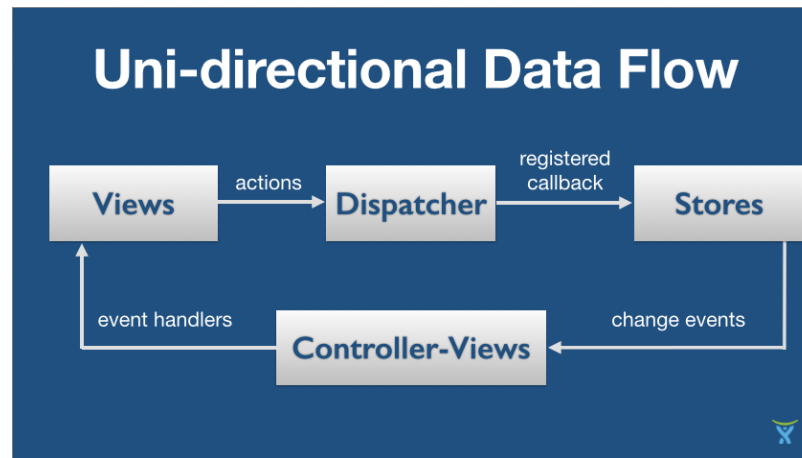 Uni-directional Data Flow
Views
actions
Dispatcher
registered
callback
Stores
event handlers
Controller-Views
change events